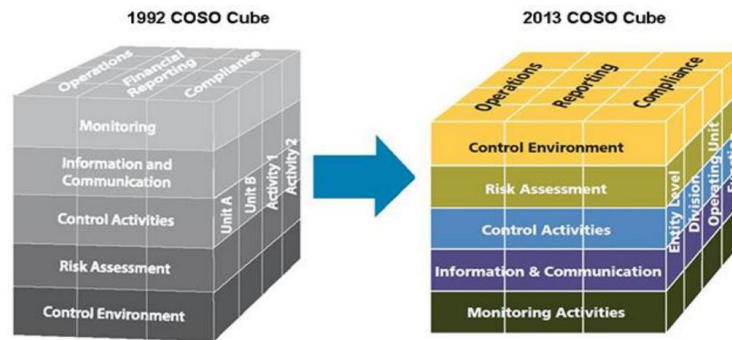 1992 COSO Cube
2013 COSO Cube
Operations
Financial
Reporting
Compliance
Monitoring
Information and
Communication
Control Activities
Risk Assessment
Control Environment
Unit A
Unit B
Activity 1
Activity 2
Operations
Reporting
Compliance
Control Environment
Risk Assessment
Control Activities
Information & Communication
Monitoring Activities
Entity Level
Division
Operating Unit